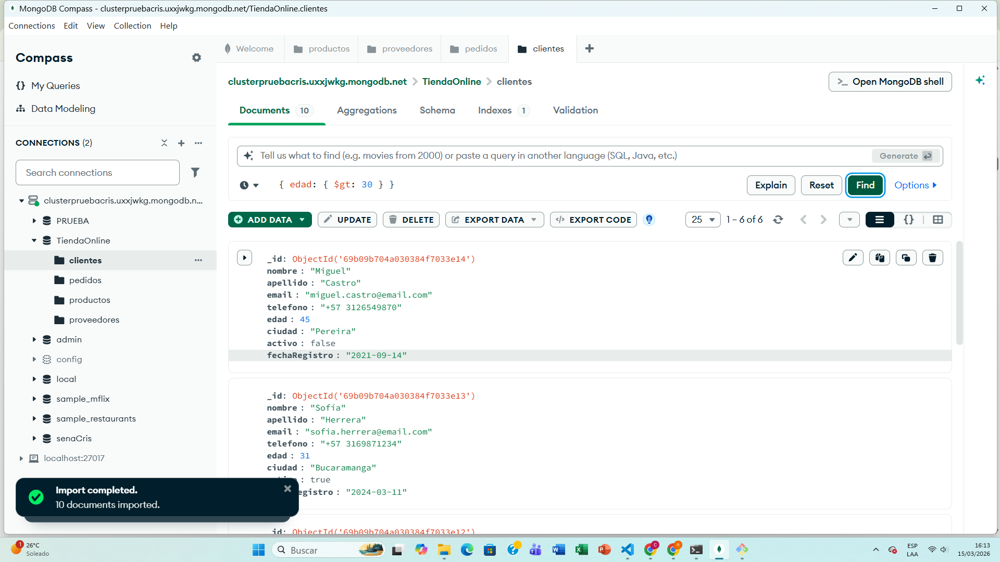 MongoDB Compass - clusterpruebacris.uxxjwkg.mongodb.net/TiendaOnline.clientes
Connections Edit View Collection Help
Compass
My Queries
Data Modeling
CONNECTIONS (2)
Search connections
clusterpruebacris.uxxjwkg.mongodb.n...
PRUEBA
TiendaOnline
clientes
pedidos
productos
proveedores
admin
config
local
sample_mflix
sample_restaurants
senaCris
localhost:27017
Import completed.
10 documents imported.
Welcome productos proveedores pedidos clientes
clusterpruebacris.uxxjwkg.mongodb.net > TiendaOnline > clientes
>_ Open MongoDB shell
Documents 10 Aggregations Schema Indexes 1 Validation
Tell us what to find (e.g. movies from 2000) or paste a query in another language (SQL, Java, etc.)
Generate
{ edad: { $gt: 30 } }
Explain Reset Find Options
ADD DATA UPDATE DELETE EXPORT DATA EXPORT CODE
25 1 – 6 of 6
_id: ObjectId('69b09b704a030384f7033e14')
nombre : "Miguel"
apellido : "Castro"
email : "miguel.castro@email.com"
telefono : "+57 3126549870"
edad : 45
ciudad : "Pereira"
activo : false
fechaRegistro : "2021-09-14"
_id: ObjectId('69b09b704a030384f7033e13')
nombre : "Sofía"
apellido : "Herrera"
email : "sofia.herrera@email.com"
telefono : "+57 3169871234"
edad : 31
ciudad : "Bucaramanga"
: true
egistro : "2024-03-11"
_id: ObjectId('69b09b704a030384f7033e12')
1
26°C
Soleado
Buscar
ESP
LAA
16:13
15/03/2026